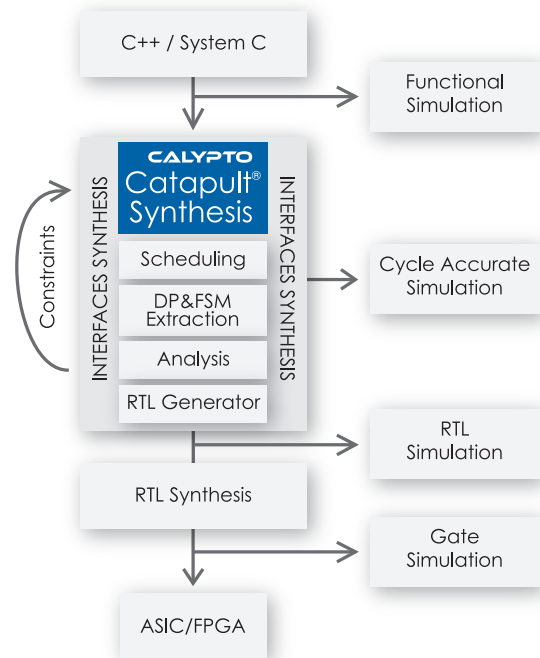 C++ / System C
Functional
Simulation
CALYPTO
Catapult®
Synthesis
INTERFACES SYNTHESIS
INTERFACES SYNTHESIS
Constraints
Scheduling
DP&FSM
Extraction
Analysis
RTL Generator
Cycle Accurate
Simulation
RTL
Simulation
RTL Synthesis
Gate
Simulation
ASIC/FPGA